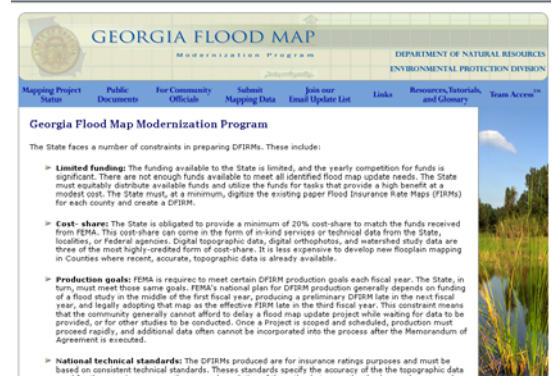 GEORGIA FLOOD MAP
Modernization Program
DEPARTMENT OF NATURAL RESOURCES
ENVIRONMENTAL PROTECTION DIVISION
Mapping Project Status
Public Documents
For Community Officials
Submit Mapping Data
Join our Email Update List
Links
Resources, Tutorials, and Glossary
Team Access™
Georgia Flood Map Modernization Program
The State faces a number of constraints in preparing DFIRMs. These include:
➢ Limited funding: The funding available to the State is limited, and the yearly competition for funds is
significant. There are not enough funds available to meet all identified flood map update needs. The State
must equitably distribute available funds and utilize the funds for tasks that provide a high benefit at a
modest cost. The State must, at a minimum, digitize the existing paper Flood Insurance Rate Maps (FIRMs)
for each county and create a DFIRM.
➢ Cost- share: The State is obligated to provide a minimum of 20% cost-share to match the funds received
from FEMA. This cost-share can come in the form of in-kind services or technical data from the State,
localities, or Federal agencies. Digital topographic data, digital orthophotos, and watershed study data are
three of the most highly-credited form of cost-share. It is less expensive to develop new flooplain mapping
in Counties where recent, accurate, topographic data is already available.
➢ Production goals: FEMA is required to meet certain DFIRM production goals each fiscal year. The State, in
turn, must meet those same goals. FEMA's national plan for DFIRM production generally depends on funding
of a flood study in the middle of the first fiscal year, producing a preliminary DFIRM late in the next fiscal
year, and legally adopting that map as the effective FIRM late in the third fiscal year. This constraint means
that the community generally cannot afford to delay a flood map update project while waiting for data to be
provided, or for other studies to be conducted. Once a Project is scoped and scheduled, production must
proceed rapidly, and additional data often cannot be incorporated into the process after the Memorandum of
Agreement is executed.
➢ National technical standards: The DFIRMs produced are for insurance ratings purposes and must be
based on consistent technical standards. Theses standards specify the accuracy of the the topographic data